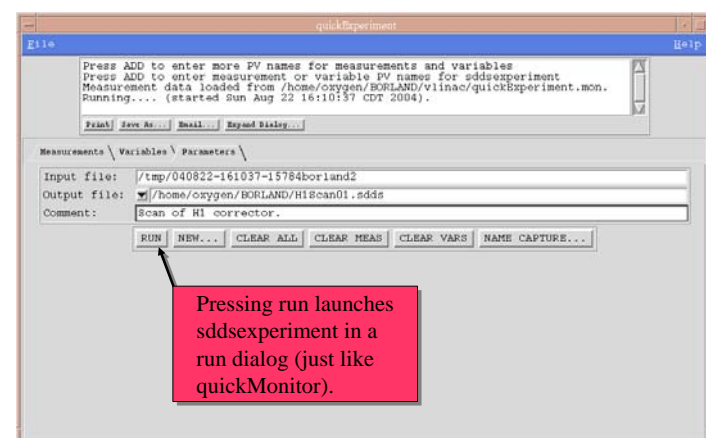 quickExperiment
File Help
Press ADD to enter more PV names for measurements and variables
Press ADD to enter measurement or variable PV names for sddsexperiment
Measurement data loaded from /home/oxygen/BORLAND/vlinac/quickExperiment.mon.
Running.... (started Sun Aug 22 16:10:37 CDT 2004).
Print Save As... Email... Expand Dialog...
Measurements Variables Parameters
Input file: /tmp/040822-161037-15784borland2
Output file: /home/oxygen/BORLAND/H1Scan01.sdds
Comment: Scan of H1 corrector.
RUN NEW... CLEAR ALL CLEAR MEAS CLEAR VARS NAME CAPTURE...
Pressing run launches
sddsexperiment in a
run dialog (just like
quickMonitor).